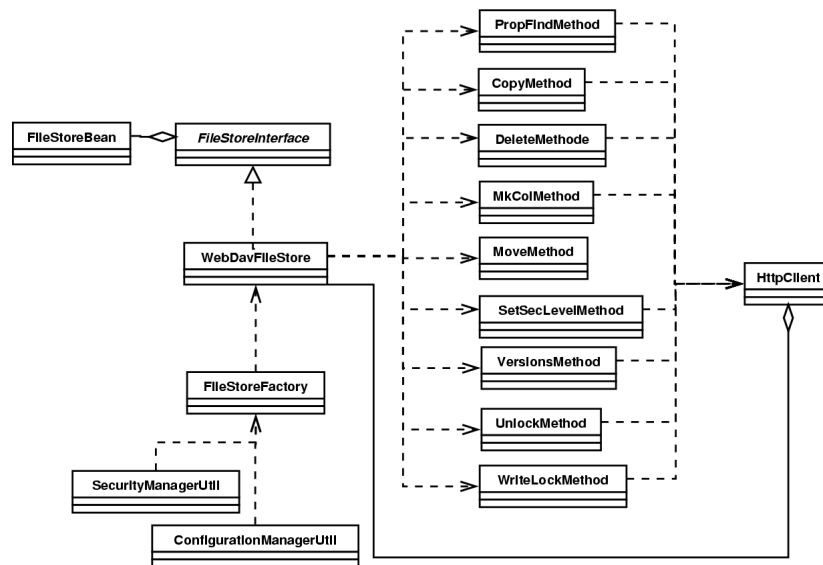 PropFindMethod
CopyMethod
FileStoreBean
FileStoreInterface
DeleteMethode
MkColMethod
WebDavFileStore
MoveMethod
HttpClient
SetSecLevelMethod
VersionsMethod
FileStoreFactory
UnlockMethod
SecurityManagerUtil
WriteLockMethod
ConfigurationManagerUtil